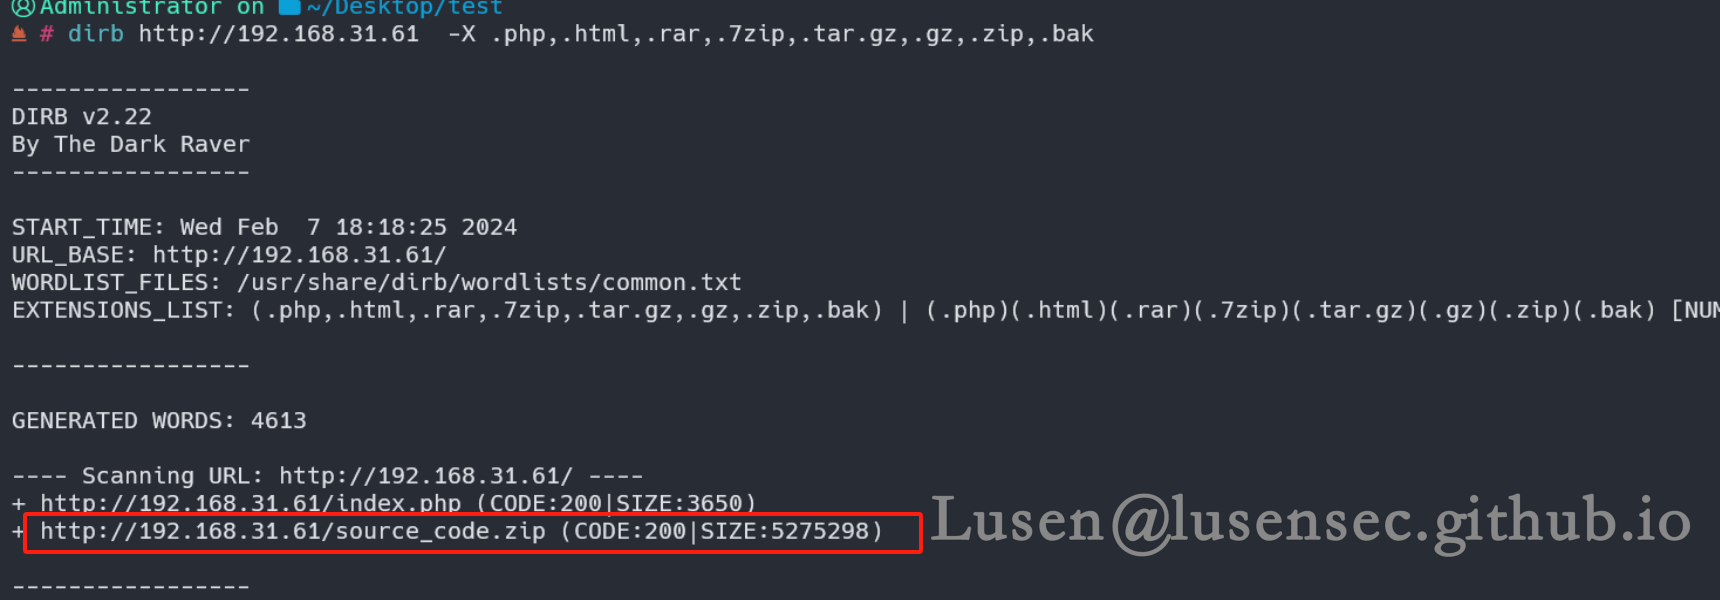 Administrator on ~/Desktop/test
# dirb http://192.168.31.61  -X .php,.html,.rar,.7zip,.tar.gz,.gz,.zip,.bak
-----------------
DIRB v2.22
By The Dark Raver
-----------------
START_TIME: Wed Feb  7 18:18:25 2024
URL_BASE: http://192.168.31.61/
WORDLIST_FILES: /usr/share/dirb/wordlists/common.txt
EXTENSIONS_LIST: (.php,.html,.rar,.7zip,.tar.gz,.gz,.zip,.bak) | (.php)(.html)(.rar)(.7zip)(.tar.gz)(.gz)(.zip)(.bak) [NUM
-----------------
GENERATED WORDS: 4613
---- Scanning URL: http://192.168.31.61/ ----
+ http://192.168.31.61/index.php (CODE:200|SIZE:3650)
+ http://192.168.31.61/source_code.zip (CODE:200|SIZE:5275298)
Lusen@lusensec.github.io
-----------------